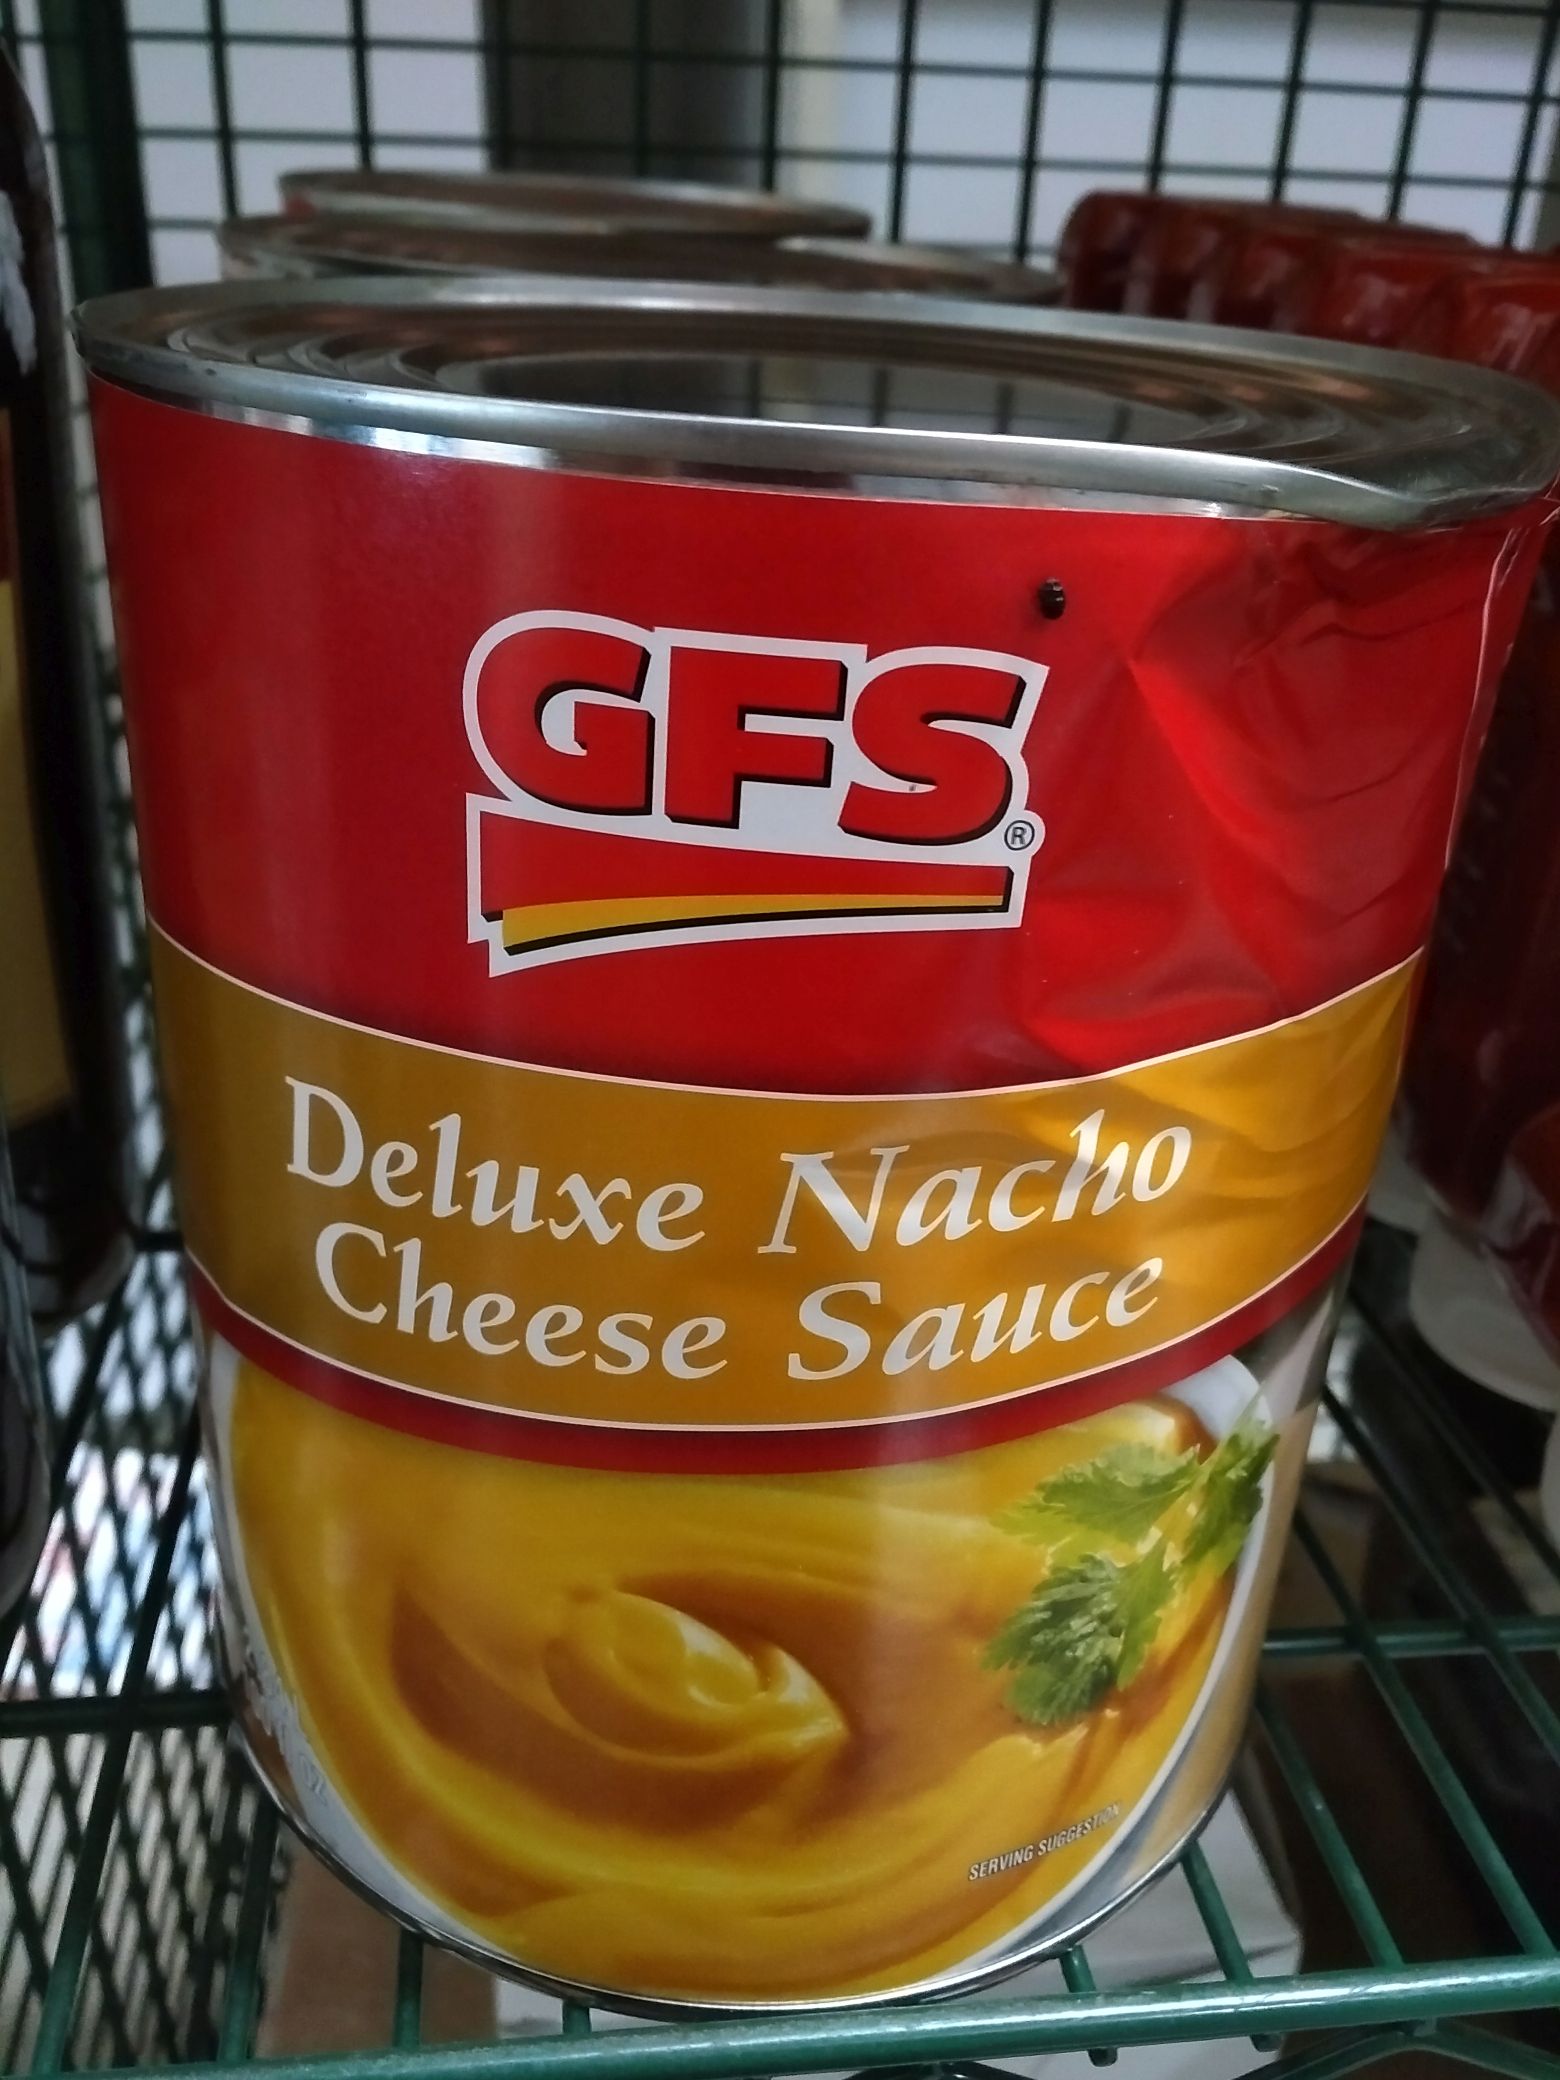 GFS®
Deluxe Nacho
Cheese Sauce
SERVING SUGGESTION